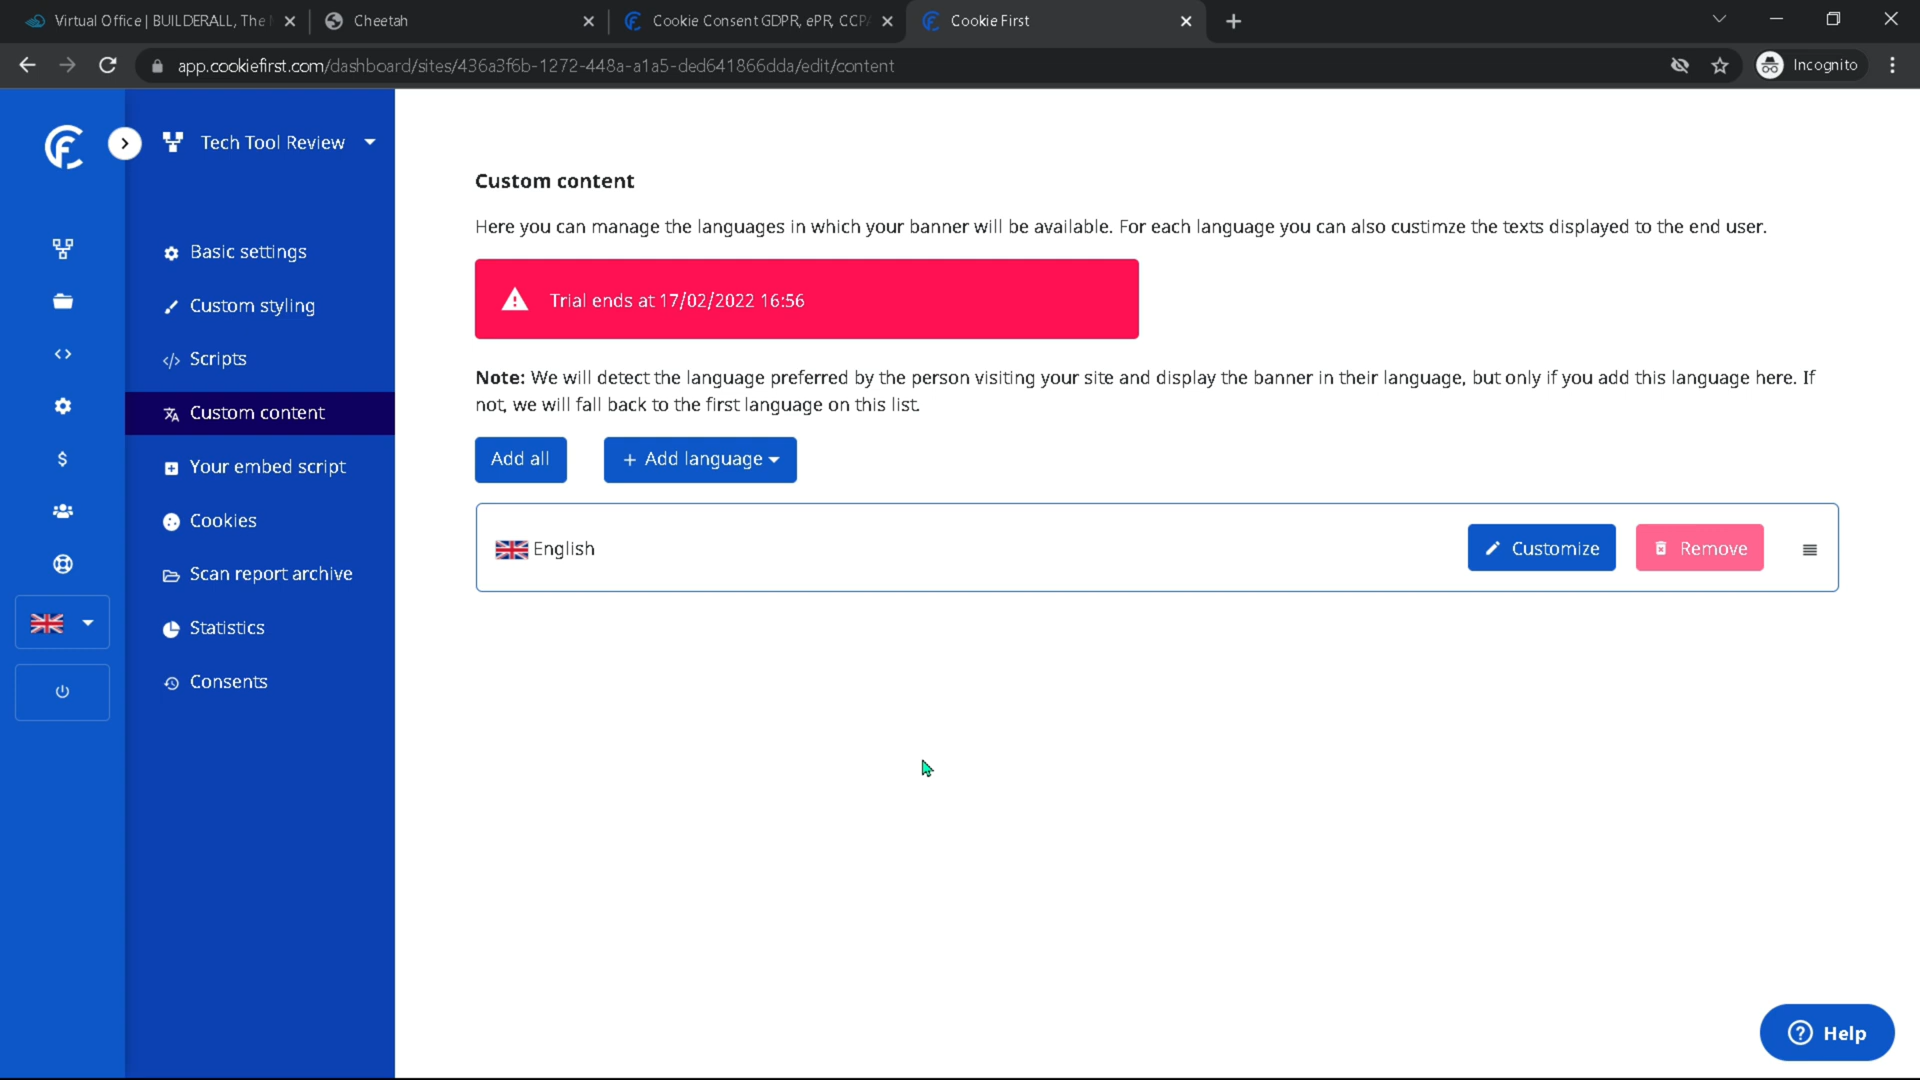 Virtual Office | BUILDERALL, The
Cheetah
Cookie Consent GDPR, ePR, CCP
Cookie First
app.cookiefirst.com/dashboard/sites/436a3f6b-1272-448a-a1a5-ded641866dda/edit/content
Incognito
Tech Tool Review
Basic settings
Custom styling
Scripts
Custom content
Your embed script
Cookies
Scan report archive
Statistics
Consents
Custom content
Here you can manage the languages in which your banner will be available. For each language you can also custimze the texts displayed to the end user.
Trial ends at 17/02/2022 16:56
Note: We will detect the language preferred by the person visiting your site and display the banner in their language, but only if you add this language here. If
not, we will fall back to the first language on this list.
Add all
+ Add language
English
Customize
Remove
Help